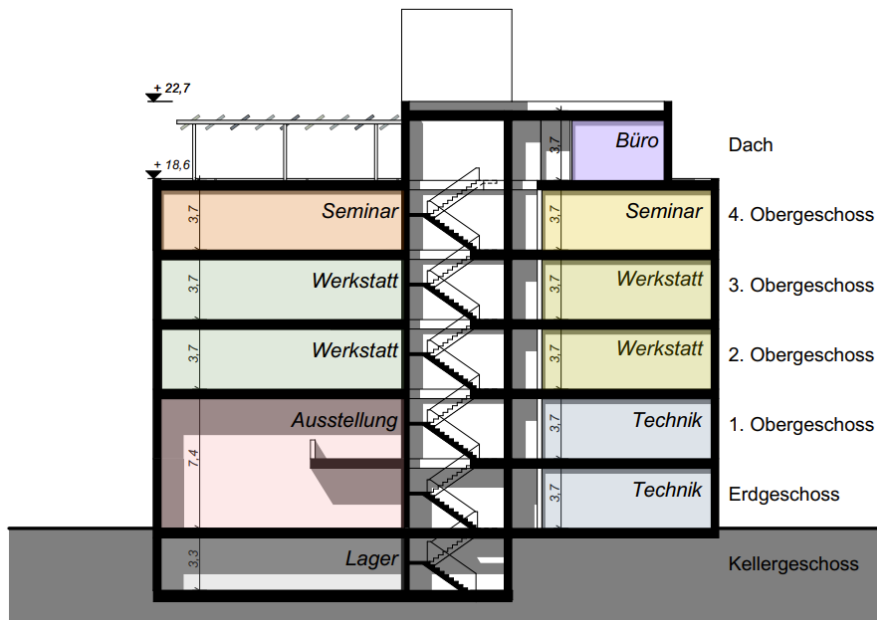 + 22,7
3,7
Büro
Dach
+ 18,6
3,7
Seminar
3,7
Seminar
4. Obergeschoss
3,7
Werkstatt
3,7
Werkstatt
3. Obergeschoss
3,7
Werkstatt
3,7
Werkstatt
2. Obergeschoss
Ausstellung
3,7
Technik
1. Obergeschoss
7,4
3,7
Technik
Erdgeschoss
3,3
Lager
Kellergeschoss